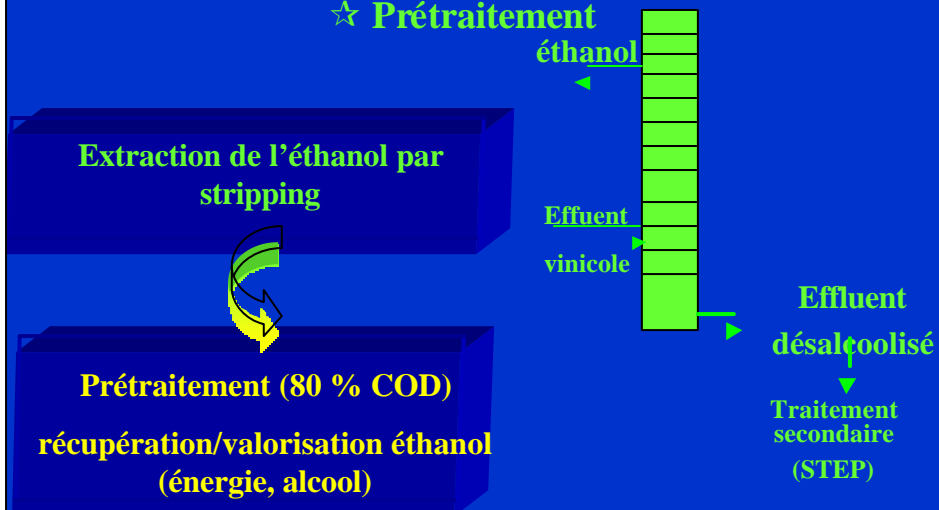 ☆ Prétraitement
éthanol
Extraction de l’éthanol par
stripping
Effuent
vinicole
Effluent
désalcoolisé
Prétraitement (80 % COD)
récupération/valorisation éthanol
(énergie, alcool)
Traitement
secondaire
(STEP)